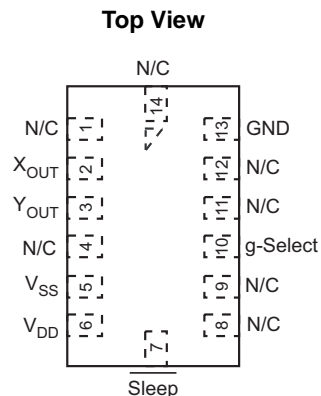 Top View
N/C
14
N/C 1 13 GND
X_OUT 2 12 N/C
Y_OUT 3 11 N/C
N/C 4 10 g-Select
V_SS 5 9 N/C
V_DD 6 8 N/C
7
Sleep